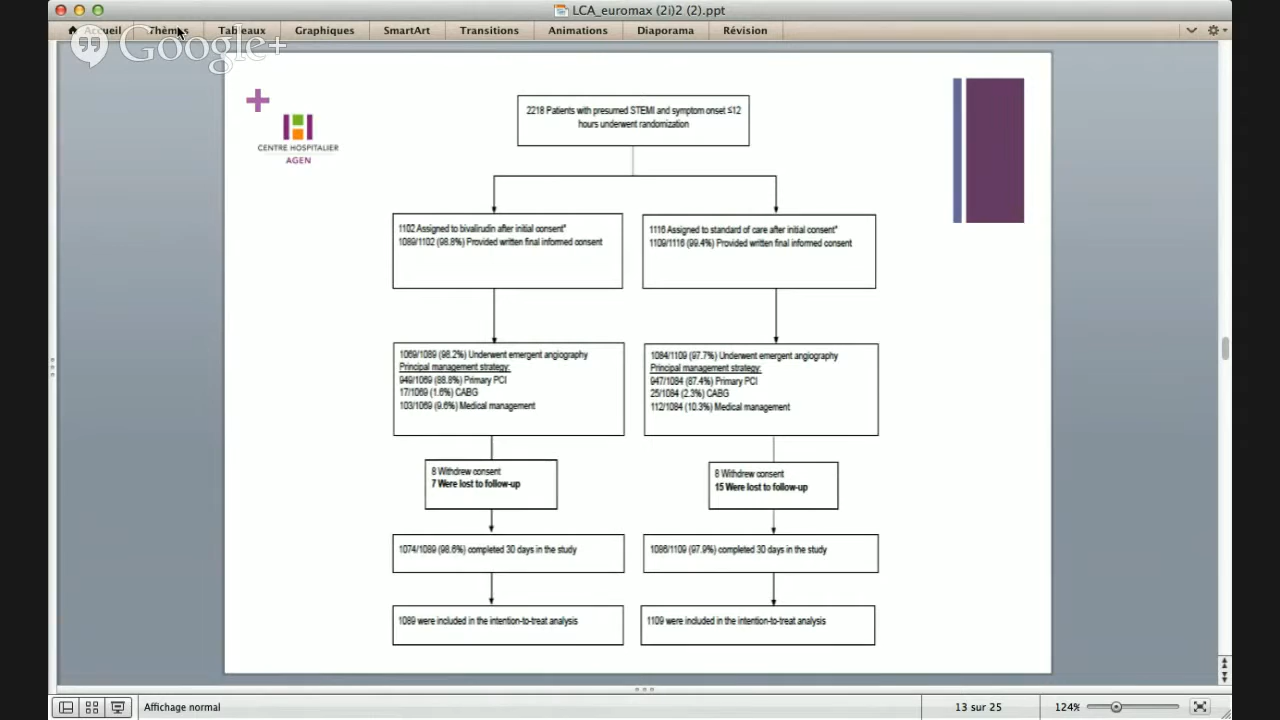 LCA_euromax (2i)2 (2).ppt
Accueil Thèmes Tableaux Graphiques SmartArt Transitions Animations Diaporama Révision
Google+
CENTRE HOSPITALIER
AGEN
2218 Patients with presumed STEMI and symptom onset ≤12
hours underwent randomization
1102 Assigned to bivalirudin after initial consent*
1089/1102 (98.8%) Provided written final informed consent
1116 Assigned to standard of care after initial consent*
1109/1116 (99.4%) Provided written final informed consent
1069/1089 (98.2%) Underwent emergent angiography
Principal management strategy:
949/1069 (88.8%) Primary PCI
17/1069 (1.6%) CABG
103/1069 (9.6%) Medical management
1084/1109 (97.7%) Underwent emergent angiography
Principal management strategy:
947/1084 (87.4%) Primary PCI
25/1084 (2.3%) CABG
112/1084 (10.3%) Medical management
8 Withdrew consent
7 Were lost to follow-up
8 Withdrew consent
15 Were lost to follow-up
1074/1089 (98.6%) completed 30 days in the study
1086/1109 (97.9%) completed 30 days in the study
1089 were included in the intention-to-treat analysis
1109 were included in the intention-to-treat analysis
Affichage normal
13 sur 25
124%